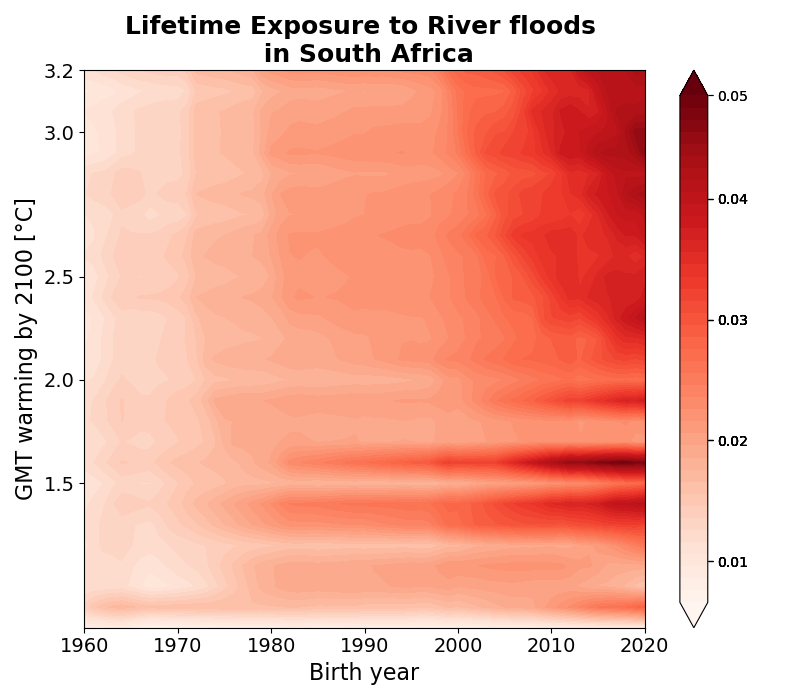 Lifetime Exposure to River floods
in South Africa
GMT warming by 2100 [°C]
3.2
3.0
2.5
2.0
1.5
1960 1970 1980 1990 2000 2010 2020
Birth year
0.05
0.04
0.03
0.02
0.01